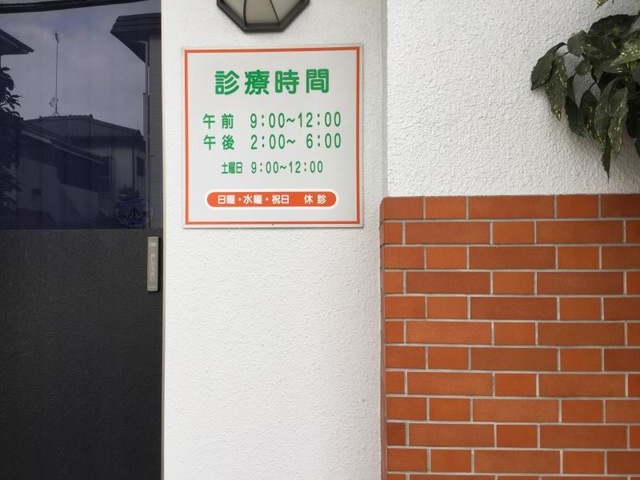 診療時間
午前 9:00～12:00
午後 2:00～ 6:00
土曜日 9:00～12:00
日曜・水曜・祝日 休診